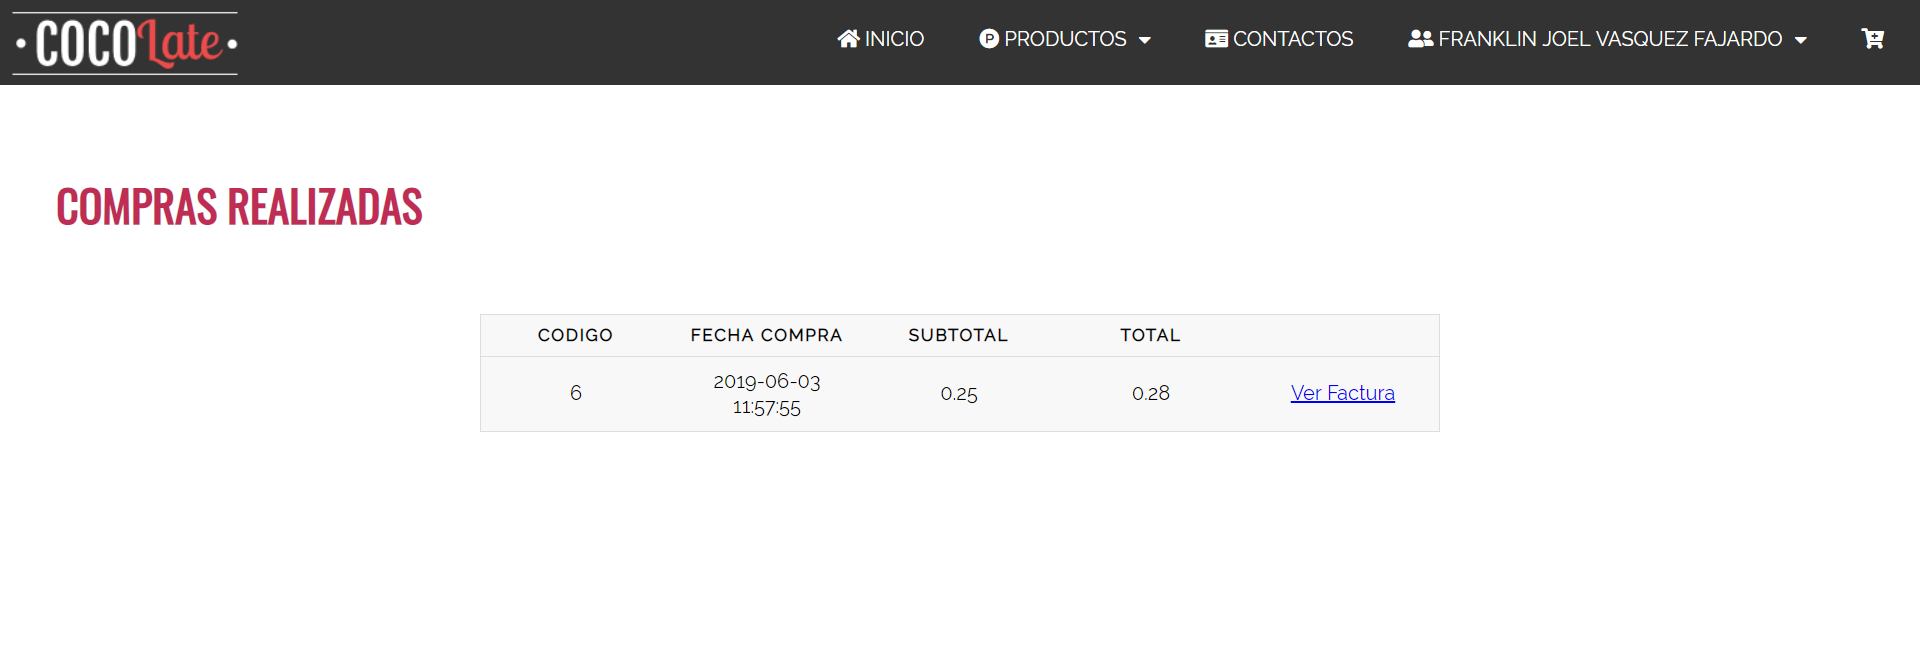 • COCOLate •
INICIO
PRODUCTOS
CONTACTOS
FRANKLIN JOEL VASQUEZ FAJARDO
COMPRAS REALIZADAS
CODIGO FECHA COMPRA SUBTOTAL TOTAL
6 2019-06-03 11:57:55 0.25 0.28 Ver Factura